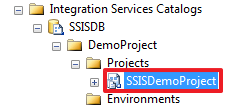 Integration Services Catalogs
SSISDB
DemoProject
Projects
SSISDemoProject
Environments